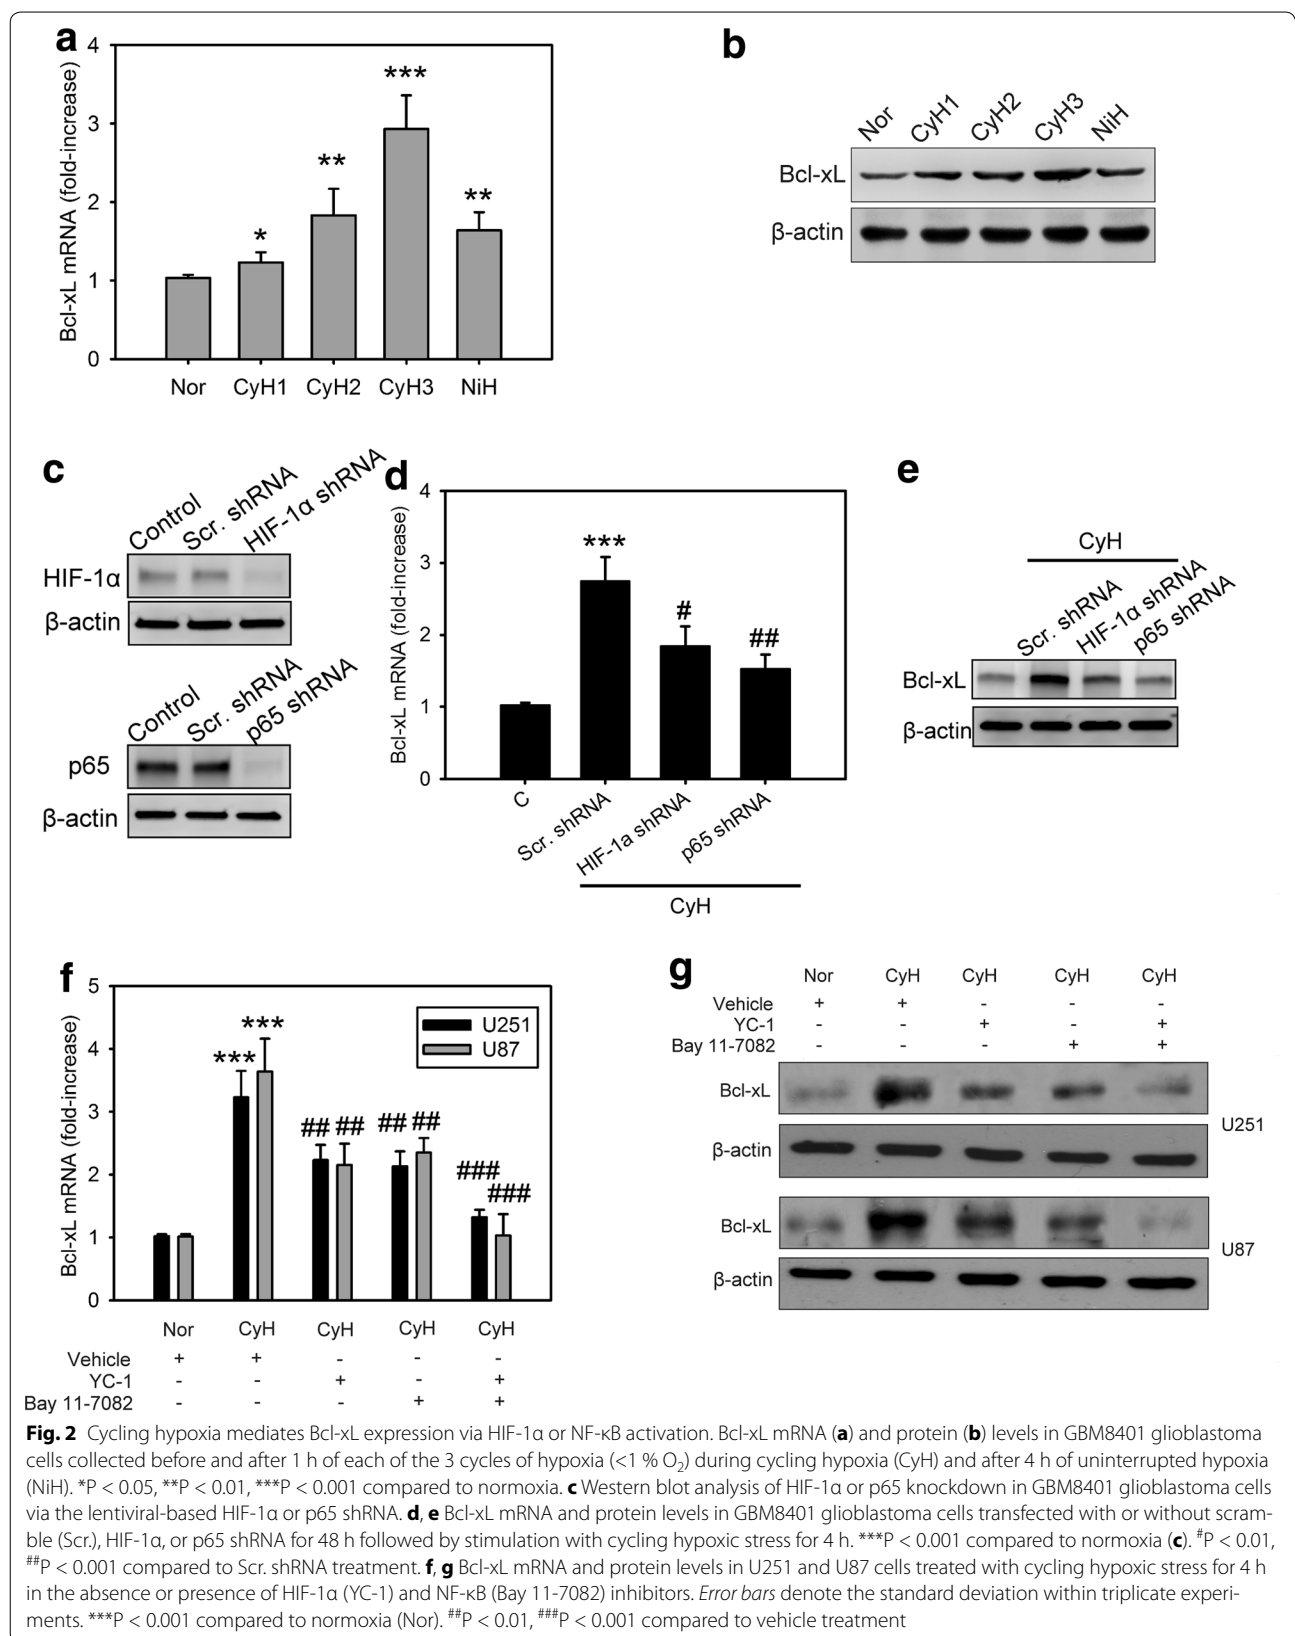 a
4
3
2
1
0
Bcl-xL mRNA (fold-increase)
*
**
***
**
Nor CyH1 CyH2 CyH3 NiH
b
Nor CyH1 CyH2 CyH3 NiH
Bcl-xL
β-actin
c
Control Scr. shRNA HIF-1α shRNA
HIF-1α
β-actin
Control Scr. shRNA p65 shRNA
p65
β-actin
d
4
3
2
1
0
Bcl-xL mRNA (fold-increase)
***
#
##
C Scr. shRNA HIF-1a shRNA p65 shRNA
CyH
e
CyH
Scr. shRNA HIF-1α shRNA p65 shRNA
Bcl-xL
β-actin
f
5
4
3
2
1
0
Bcl-xL mRNA (fold-increase)
U251
U87
*** ***
## ##
## ##
### ###
Nor CyH CyH CyH CyH
Vehicle + + - - -
YC-1 - - + - +
Bay 11-7082 - - - + +
g
Nor CyH CyH CyH CyH
Vehicle + + - - -
YC-1 - - + - +
Bay 11-7082 - - - + +
Bcl-xL
β-actin
U251
Bcl-xL
β-actin
U87
Fig. 2 Cycling hypoxia mediates Bcl-xL expression via HIF-1α or NF-κB activation. Bcl-xL mRNA (a) and protein (b) levels in GBM8401 glioblastoma
cells collected before and after 1 h of each of the 3 cycles of hypoxia (<1 % O₂) during cycling hypoxia (CyH) and after 4 h of uninterrupted hypoxia
(NiH). *P < 0.05, **P < 0.01, ***P < 0.001 compared to normoxia. c Western blot analysis of HIF-1α or p65 knockdown in GBM8401 glioblastoma cells
via the lentiviral-based HIF-1α or p65 shRNA. d, e Bcl-xL mRNA and protein levels in GBM8401 glioblastoma cells transfected with or without scram-
ble (Scr.), HIF-1α, or p65 shRNA for 48 h followed by stimulation with cycling hypoxic stress for 4 h. ***P < 0.001 compared to normoxia (c). #P < 0.01,
##P < 0.001 compared to Scr. shRNA treatment. f, g Bcl-xL mRNA and protein levels in U251 and U87 cells treated with cycling hypoxic stress for 4 h
in the absence or presence of HIF-1α (YC-1) and NF-κB (Bay 11-7082) inhibitors. Error bars denote the standard deviation within triplicate experi-
ments. ***P < 0.001 compared to normoxia (Nor). ##P < 0.01, ###P < 0.001 compared to vehicle treatment